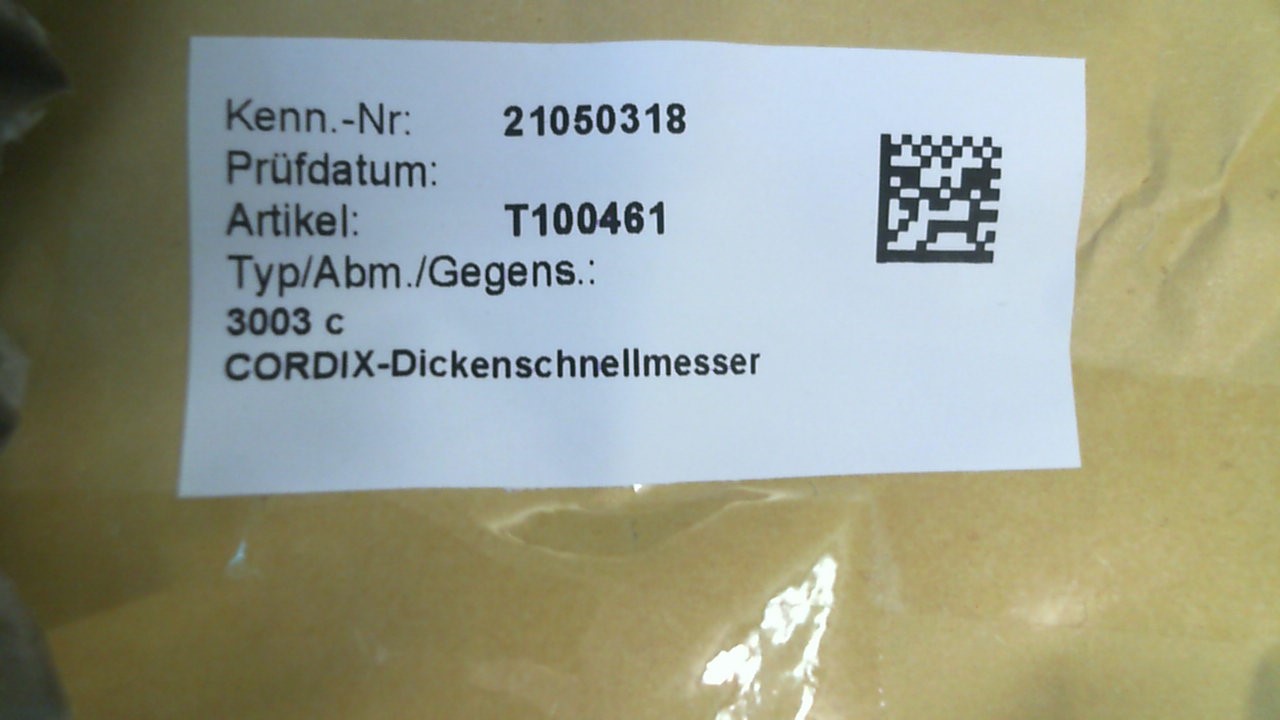 Kenn.-Nr: 21050318
Prüfdatum:
Artikel: T100461
Typ/Abm./Gegens.:
3003 c
CORDIX-Dickenschnellmesser